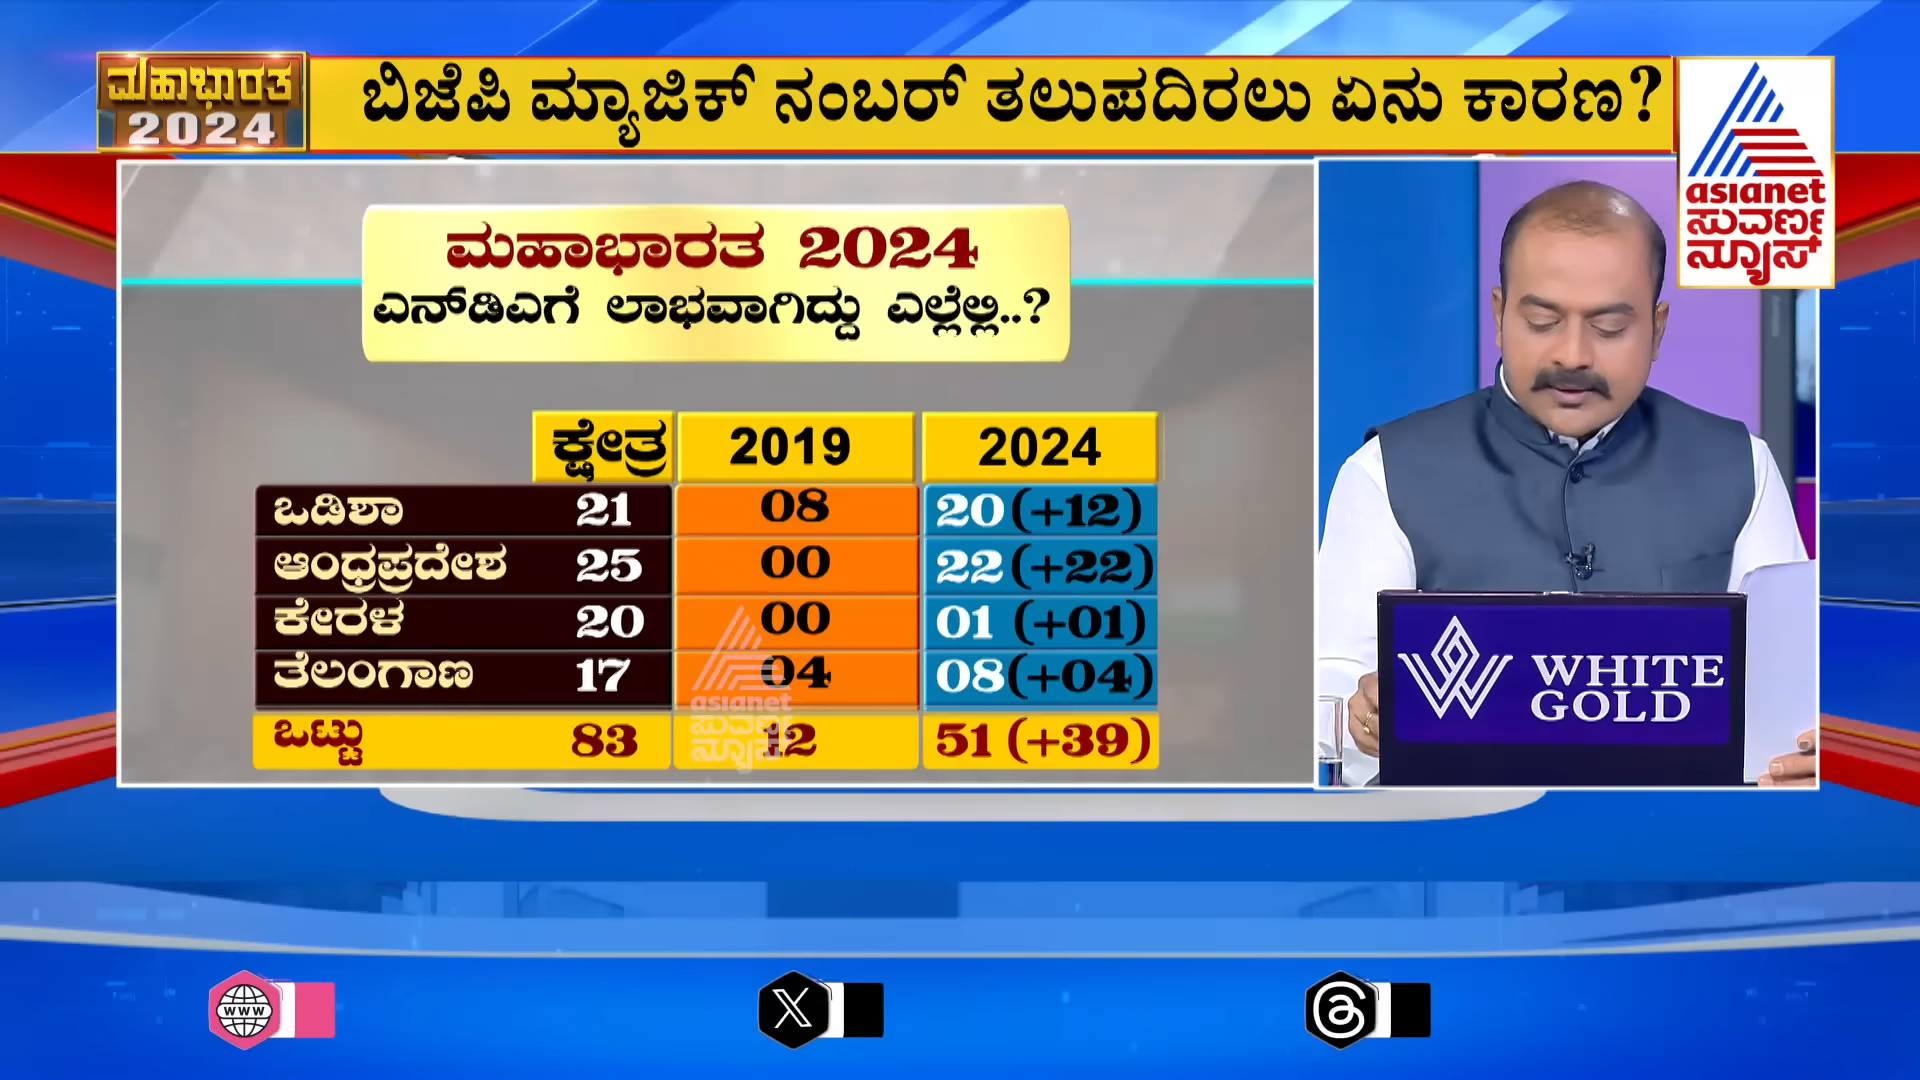 ಮಹಾಭಾರತ
2024
ಬಿಜೆಪಿ ಮ್ಯಾಜಿಕ್ ನಂಬರ್ ತಲುಪದಿರಲು ಏನು ಕಾರಣ?
asianet
ಸುವರ್ಣ
ನ್ಯೂಸ್
ಮಹಾಭಾರತ 2024
ಎನ್‌ಡಿಎಗೆ ಲಾಭವಾಗಿದ್ದು ಎಲ್ಲೆಲ್ಲಿ..?
ಕ್ಷೇತ್ರ 2019 2024
ಒಡಿಶಾ 21 08 20 (+12)
ಆಂಧ್ರಪ್ರದೇಶ 25 00 22 (+22)
ಕೇರಳ 20 00 01 (+01)
ತೆಲಂಗಾಣ 17 04 08 (+04)
ಒಟ್ಟು 83 12 51 (+39)
asianet
ಸುವರ್ಣ
ನ್ಯೂಸ್
WHITE
GOLD
www